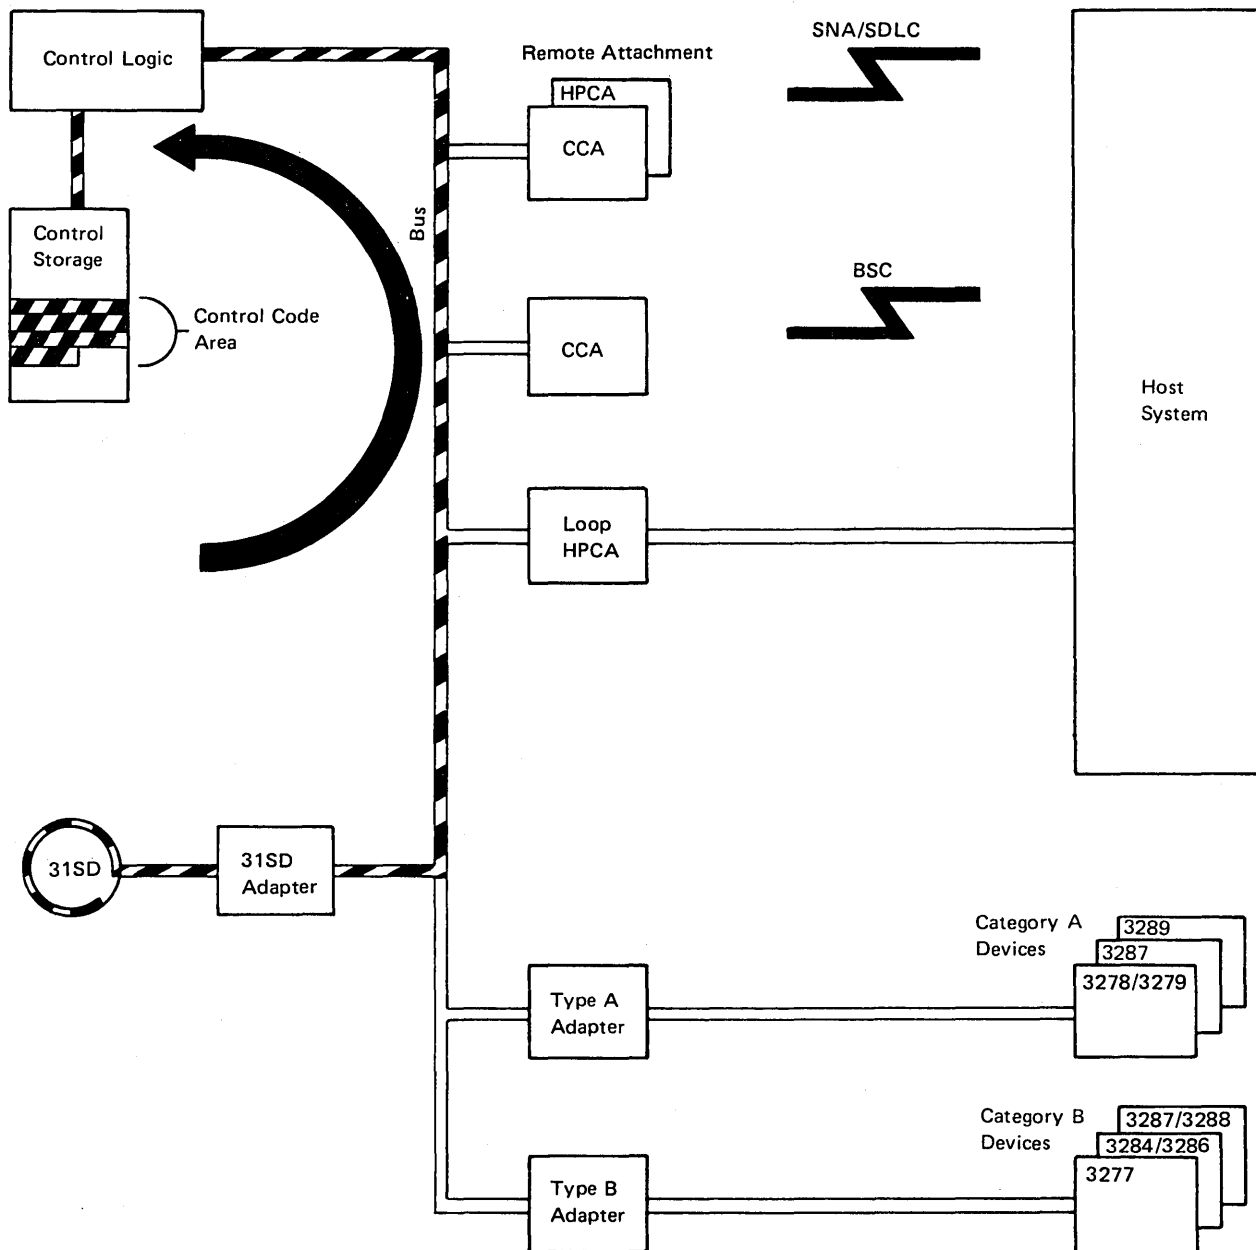 Control Logic
Remote Attachment
HPCA
CCA
SNA/SDLC
Control
Storage
Control Code
Area
Bus
BSC
CCA
Host
System
Loop
HPCA
31SD
31SD
Adapter
Category A
Devices
3289
3287
3278/3279
Type A
Adapter
Category B
Devices
3287/3288
3284/3286
3277
Type B
Adapter